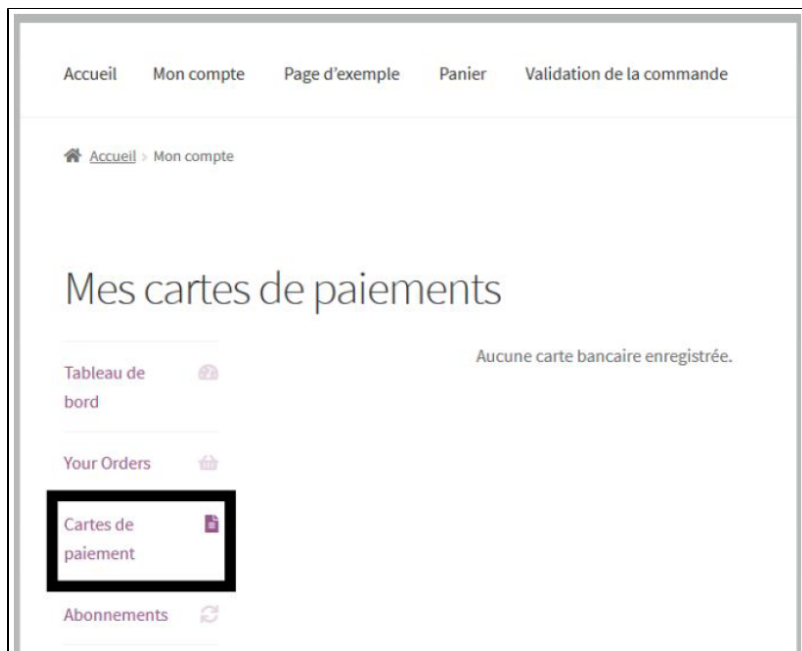 Accueil Mon compte Page d'exemple Panier Validation de la commande
Accueil > Mon compte
Mes cartes de paiements
Aucune carte bancaire enregistrée.
Tableau de
bord
Your Orders
Cartes de
paiement
Abonnements